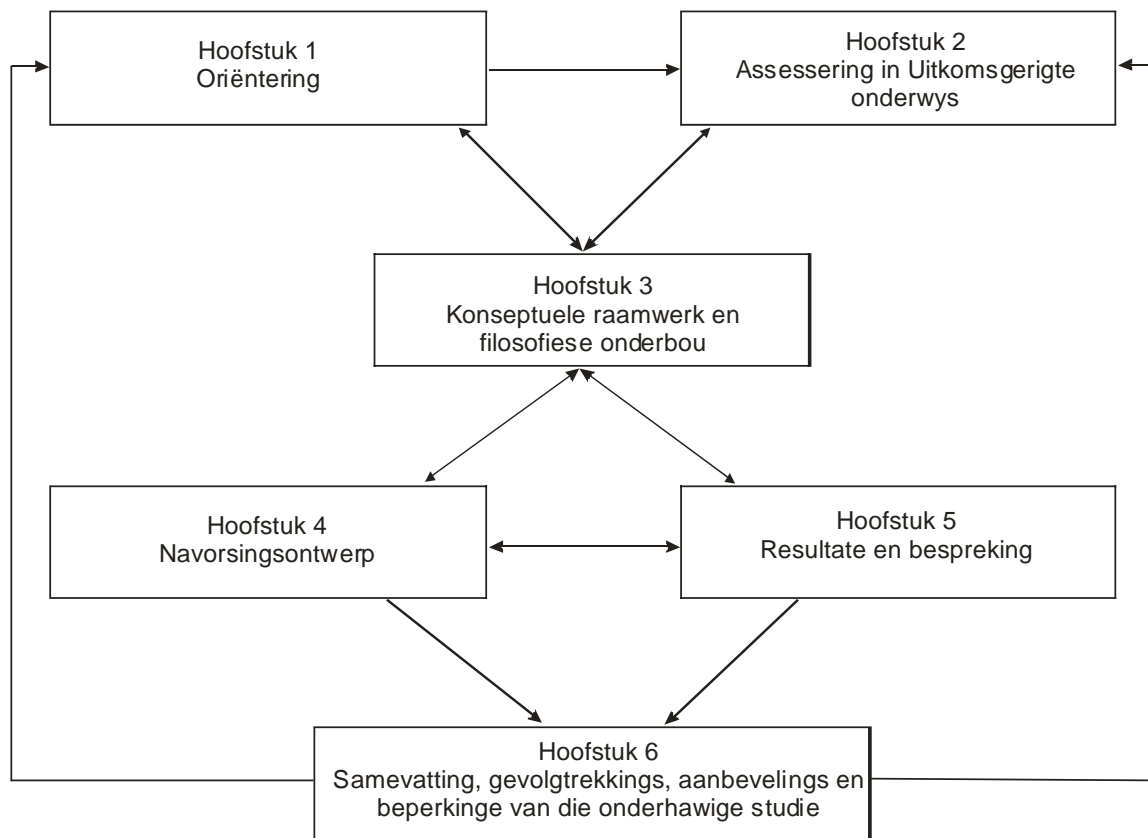 Hoofstuk 1
Oriëntering
Hoofstuk 2
Assessering in Uitkomsgerigte
onderwys
Hoofstuk 3
Konseptuele raamwerk en
filosofiese onderbou
Hoofstuk 4
Navorsingsontwerp
Hoofstuk 5
Resultate en bespreking
Hoofstuk 6
Samevatting, gevolgtrekkings, aanbevelings en
beperkinge van die onderhawige studie